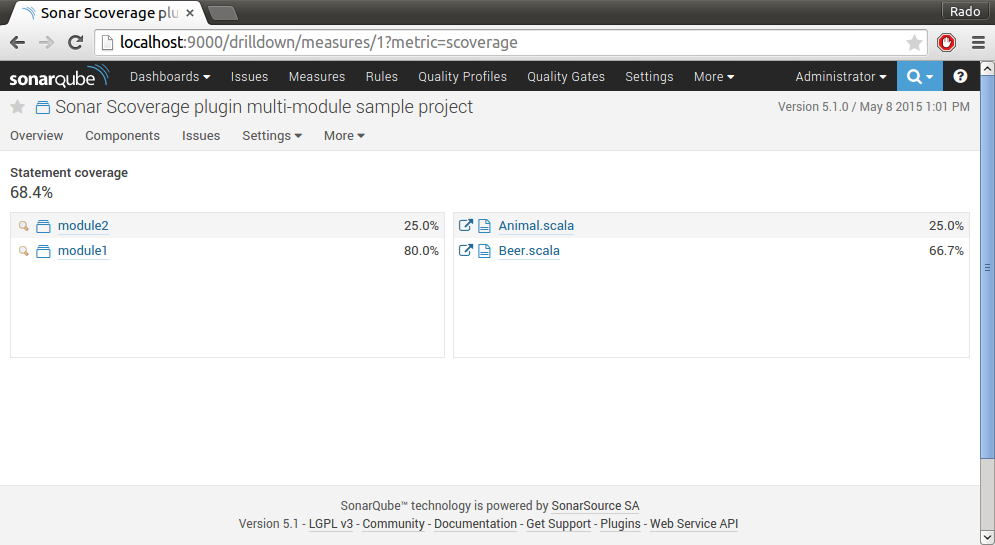 Sonar Scoverage plu
Rado
localhost:9000/drilldown/measures/1?metric=scoverage
sonarqube Dashboards Issues Measures Rules Quality Profiles Quality Gates Settings More Administrator
Sonar Scoverage plugin multi-module sample project Version 5.1.0 / May 8 2015 1:01 PM
Overview Components Issues Settings More
Statement coverage
68.4%
module2 25.0%
module1 80.0%
Animal.scala 25.0%
Beer.scala 66.7%
SonarQube™ technology is powered by SonarSource SA
Version 5.1 - LGPL v3 - Community - Documentation - Get Support - Plugins - Web Service API